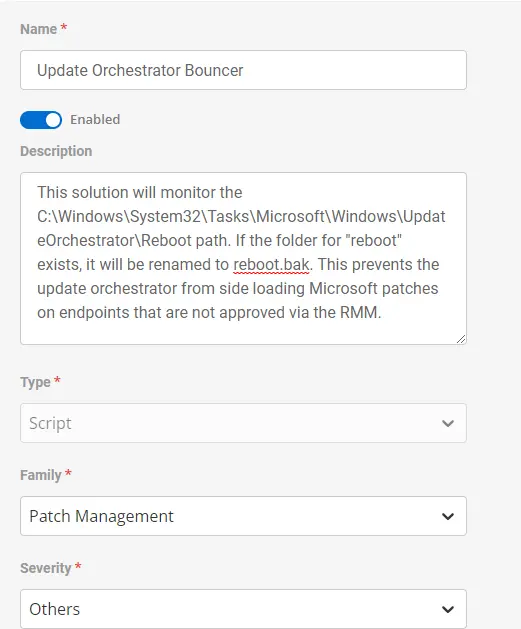 Name *
Update Orchestrator Bouncer
Enabled
Description
This solution will monitor the
C:\Windows\System32\Tasks\Microsoft\Windows\Updat
eOrchestrator\Reboot path. If the folder for "reboot"
exists, it will be renamed to reboot.bak. This prevents the
update orchestrator from side loading Microsoft patches
on endpoints that are not approved via the RMM.
Type *
Script
Family *
Patch Management
Severity *
Others